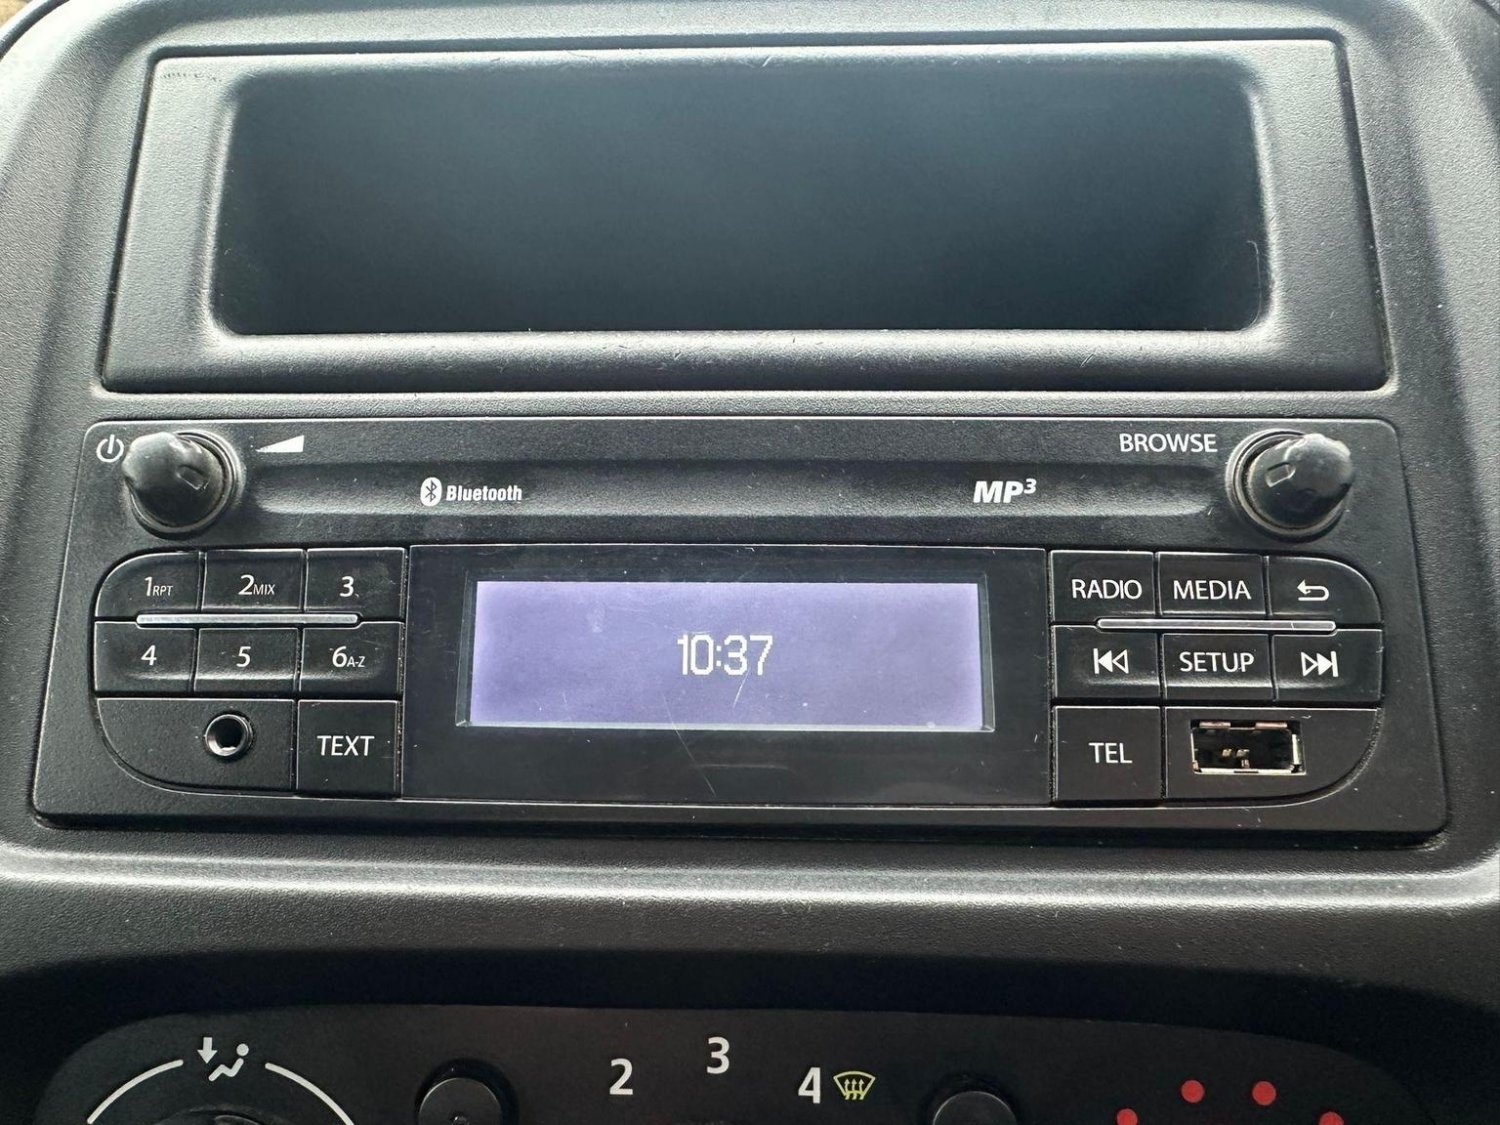 BROWSE
Bluetooth
MP3
1RPT
2MIX
3
RADIO
MEDIA
4
5
6A-Z
10:37
SETUP
TEXT
TEL
2
3
4